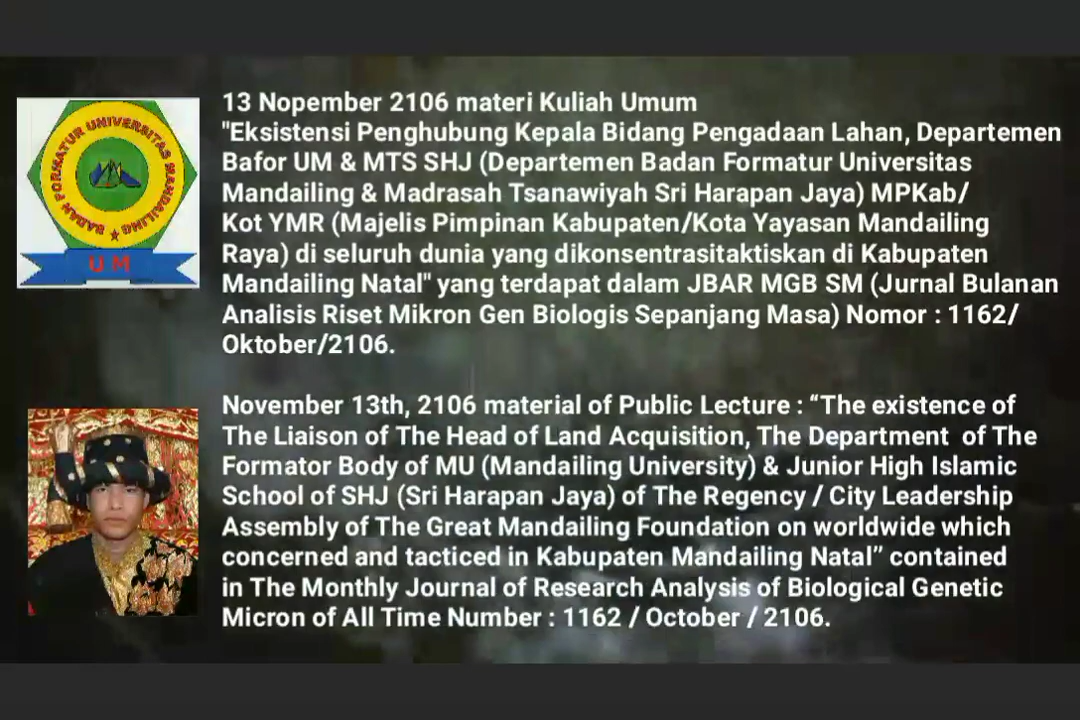 BADAN FORMATUR UNIVERSITAS MANDAILING
UM
13 Nopember 2106 materi Kuliah Umum
"Eksistensi Penghubung Kepala Bidang Pengadaan Lahan, Departemen
Bafor UM & MTS SHJ (Departemen Badan Formatur Universitas
Mandailing & Madrasah Tsanawiyah Sri Harapan Jaya) MPKab/
Kot YMR (Majelis Pimpinan Kabupaten/Kota Yayasan Mandailing
Raya) di seluruh dunia yang dikonsentrasitaktiskan di Kabupaten
Mandailing Natal" yang terdapat dalam JBAR MGB SM (Jurnal Bulanan
Analisis Riset Mikron Gen Biologis Sepanjang Masa) Nomor : 1162/
Oktober/2106.
November 13th, 2106 material of Public Lecture : “The existence of
The Liaison of The Head of Land Acquisition, The Department of The
Formator Body of MU (Mandailing University) & Junior High Islamic
School of SHJ (Sri Harapan Jaya) of The Regency / City Leadership
Assembly of The Great Mandailing Foundation on worldwide which
concerned and tacticed in Kabupaten Mandailing Natal” contained
in The Monthly Journal of Research Analysis of Biological Genetic
Micron of All Time Number : 1162 / October / 2106.